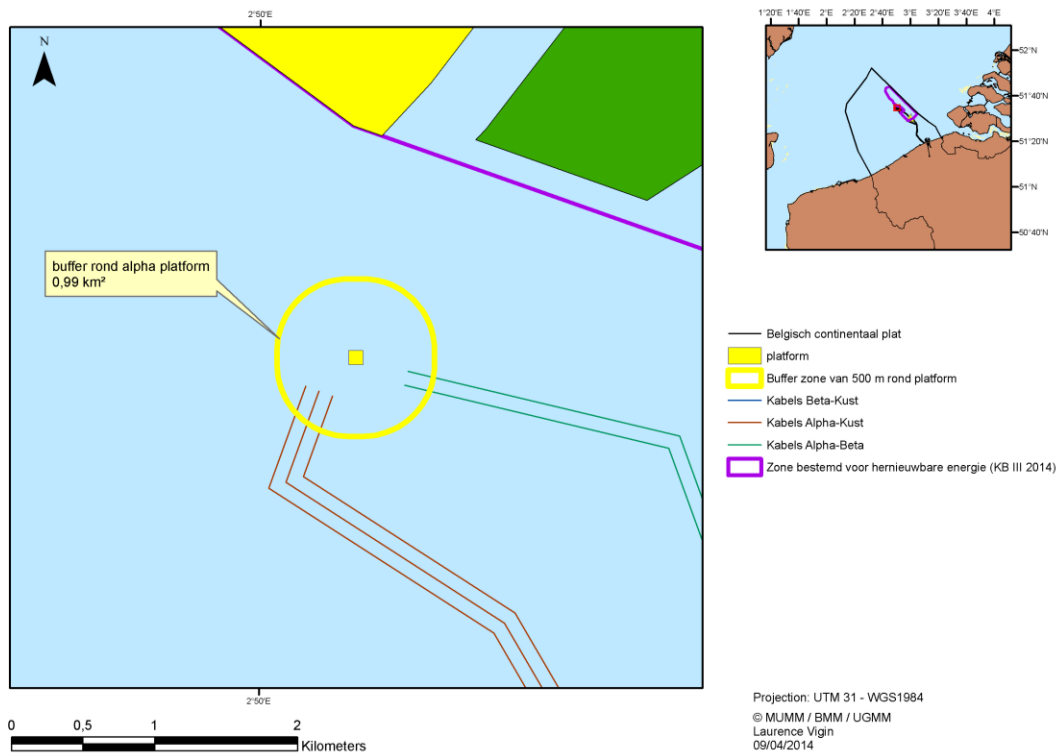 2°50'E
N
buffer rond alpha platform
0,99 km²
2°50'E
0 0,5 1 2
Kilometers
1°20'E 1°40'E 2°E 2°20'E 2°40'E 3°E 3°20'E 3°40'E 4°E
52°N
51°40'N
51°20'N
51°N
50°40'N
Belgisch continentaal plat
platform
Buffer zone van 500 m rond platform
Kabels Beta-Kust
Kabels Alpha-Kust
Kabels Alpha-Beta
Zone bestemd voor hernieuwbare energie (KB III 2014)
Projection: UTM 31 - WGS1984
© MUMM / BMM / UGMM
Laurence Vigin
09/04/2014